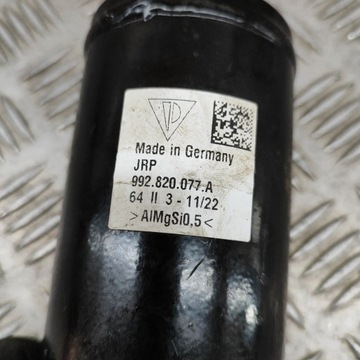 Made in Germany
JRP
992.820.077.A
64 II 3 - 11/22
>AlMgSi0,5<